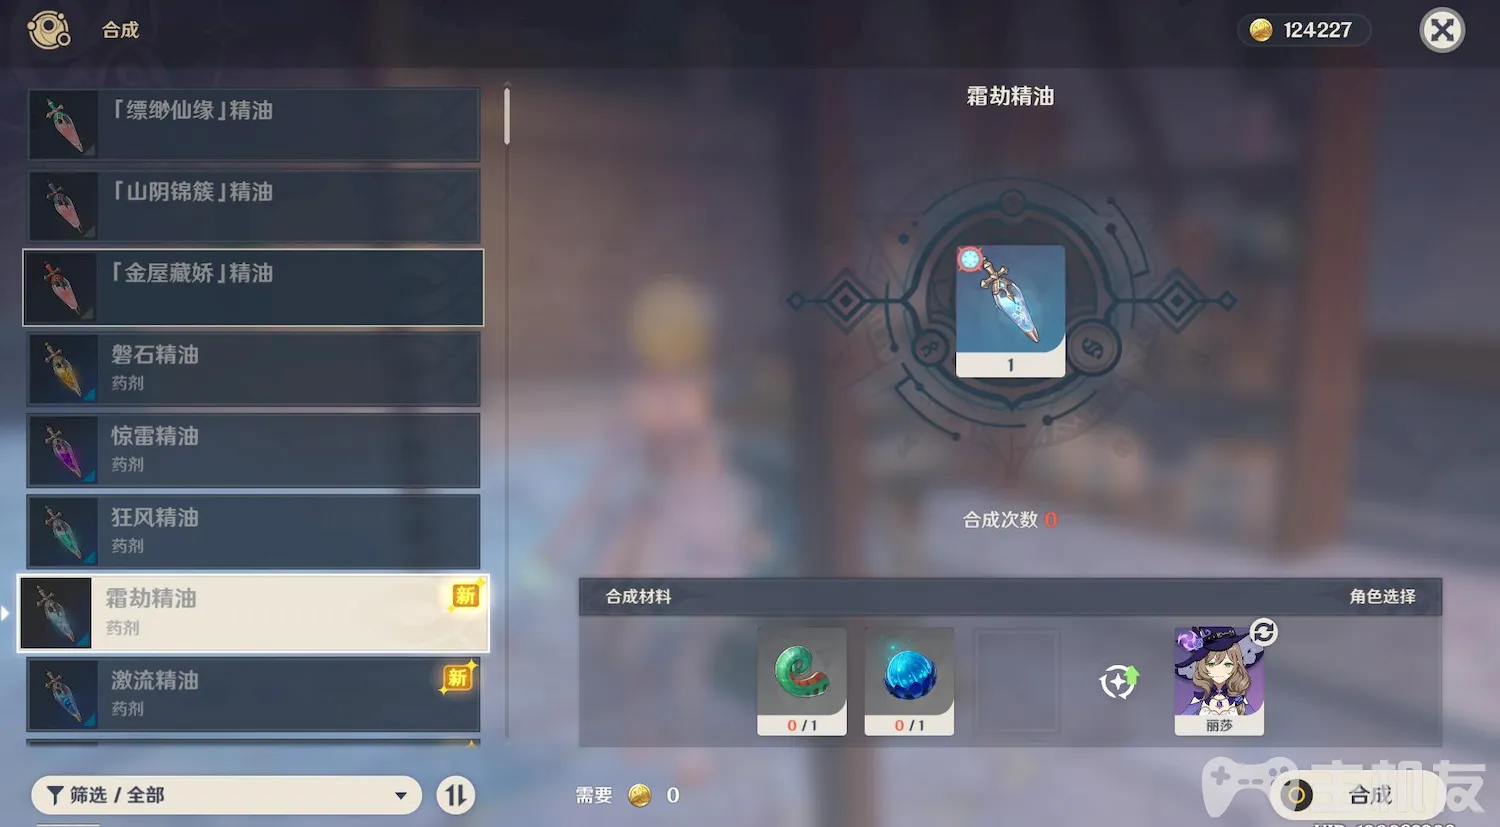 合成
124227
「缥缈仙缘」精油
「山阴锦簇」精油
「金屋藏娇」精油
磐石精油
药剂
惊雷精油
药剂
狂风精油
药剂
霜劫精油
药剂
新
激流精油
药剂
新
筛选 / 全部
霜劫精油
1
合成次数 0
合成材料
角色选择
0 / 1
0 / 1
丽莎
需要 0
合成
主机友